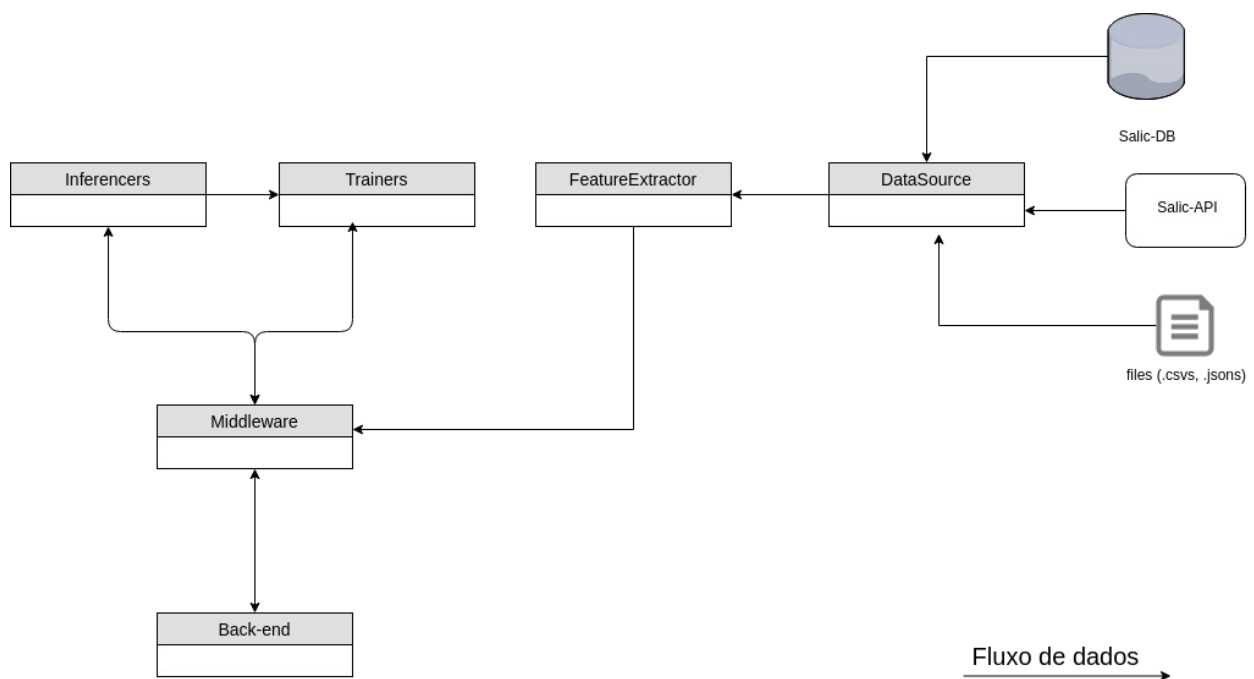 Salic-DB
Inferencers
Trainers
FeatureExtractor
DataSource
Salic-API
files (.csvs, .jsons)
Middleware
Back-end
Fluxo de dados